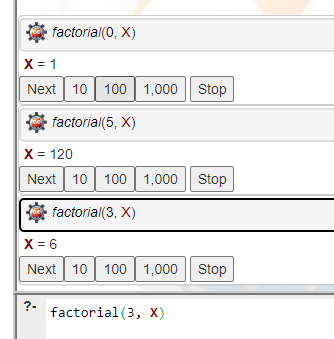 factorial(0, X)
X = 1
Next 10 100 1,000 Stop
factorial(5, X)
X = 120
Next 10 100 1,000 Stop
factorial(3, X)
X = 6
Next 10 100 1,000 Stop
?- factorial(3, X)